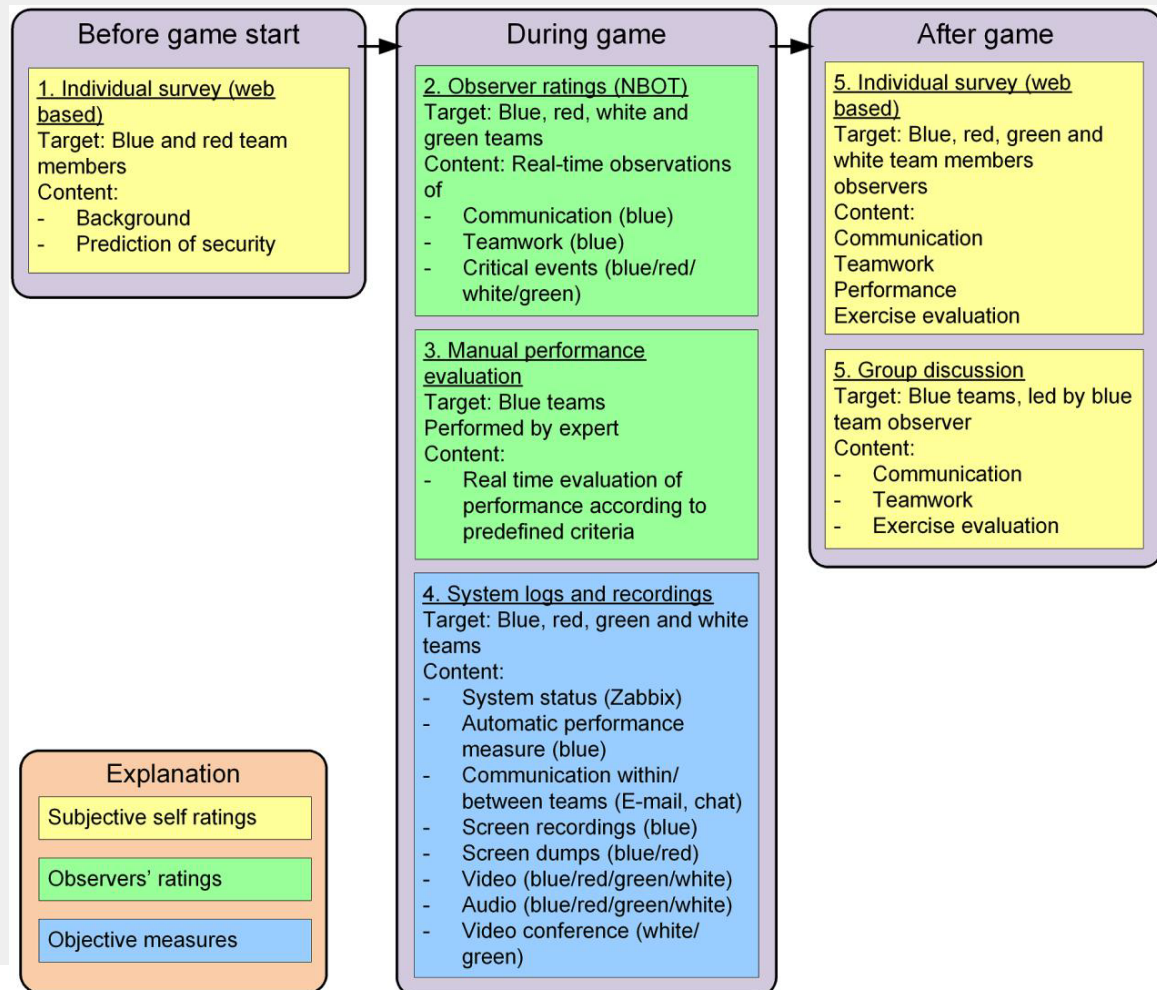 Before game start
1. Individual survey (web
based)
Target: Blue and red team
members
Content:
- Background
- Prediction of security
During game
2. Observer ratings (NBOT)
Target: Blue, red, white and
green teams
Content: Real-time observations
of
- Communication (blue)
- Teamwork (blue)
- Critical events (blue/red/
white/green)
3. Manual performance
evaluation
Target: Blue teams
Performed by expert
Content:
- Real time evaluation of
performance according to
predefined criteria
4. System logs and recordings
Target: Blue, red, green and white
teams
Content:
- System status (Zabbix)
- Automatic performance
measure (blue)
- Communication within/
between teams (E-mail, chat)
- Screen recordings (blue)
- Screen dumps (blue/red)
- Video (blue/red/green/white)
- Audio (blue/red/green/white)
- Video conference (white/
green)
After game
5. Individual survey (web
based)
Target: Blue, red, green and
white team members
observers
Content:
Communication
Teamwork
Performance
Exercise evaluation
5. Group discussion
Target: Blue teams, led by blue
team observer
Content:
- Communication
- Teamwork
- Exercise evaluation
Explanation
Subjective self ratings
Observers' ratings
Objective measures